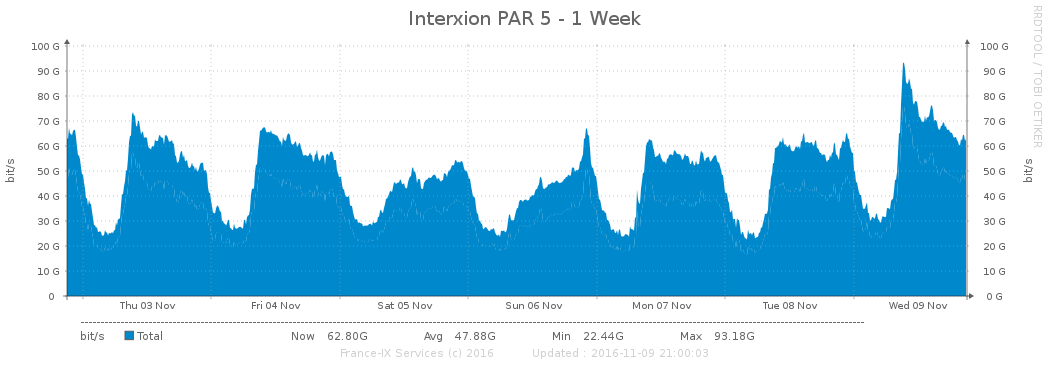 Interxion PAR 5 - 1 Week
RRDTOOL / TOBI OETIKER
100 G 100 G
90 G 90 G
80 G 80 G
70 G 70 G
60 G 60 G
50 G 50 G
40 G 40 G
30 G 30 G
20 G 20 G
10 G 10 G
0 0 G
bit/s bit/s
Thu 03 Nov Fri 04 Nov Sat 05 Nov Sun 06 Nov Mon 07 Nov Tue 08 Nov Wed 09 Nov
bit/s Total Now 62.80G Avg 47.88G Min 22.44G Max 93.18G
France-IX Services (c) 2016 Updated : 2016-11-09 21:00:03